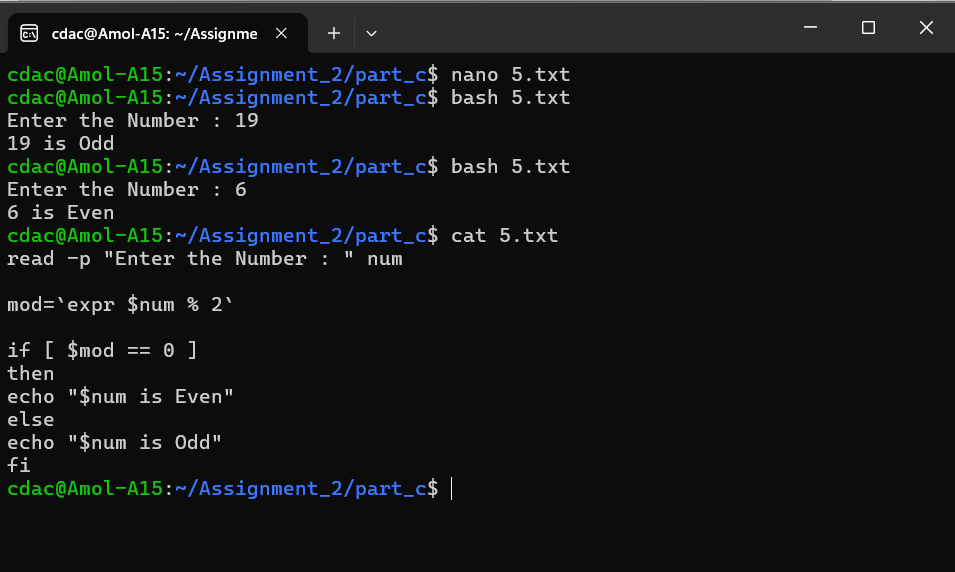 cdac@Amol-A15: ~/Assignme
cdac@Amol-A15:~/Assignment_2/part_c$ nano 5.txt
cdac@Amol-A15:~/Assignment_2/part_c$ bash 5.txt
Enter the Number : 19
19 is Odd
cdac@Amol-A15:~/Assignment_2/part_c$ bash 5.txt
Enter the Number : 6
6 is Even
cdac@Amol-A15:~/Assignment_2/part_c$ cat 5.txt
read -p "Enter the Number : " num
mod=`expr $num % 2`
if [ $mod == 0 ]
then
echo "$num is Even"
else
echo "$num is Odd"
fi
cdac@Amol-A15:~/Assignment_2/part_c$